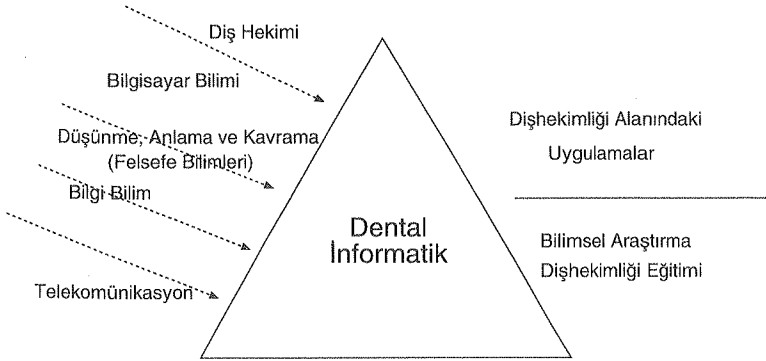 Diş Hekimi
Bilgisayar Bilimi
Düşünme, Anlama ve Kavrama
(Felsefe Bilimleri)
Bilgi Bilim
Telekomünikasyon
Dental
İnformatik
Dişhekimliği Alanındaki
Uygulamalar
Bilimsel Araştırma
Dişhekimliği Eğitimi